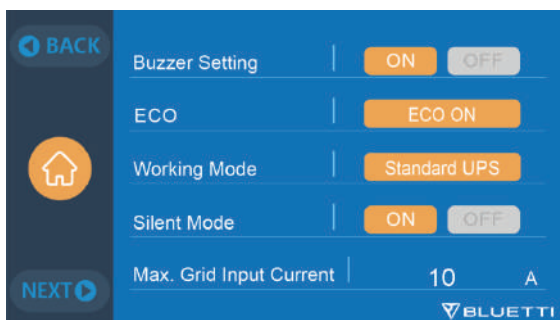 BACK
Buzzer Setting ON OFF
ECO ECO ON
Working Mode Standard UPS
Silent Mode ON OFF
Max. Grid Input Current 10 A
NEXT
BLUETTI